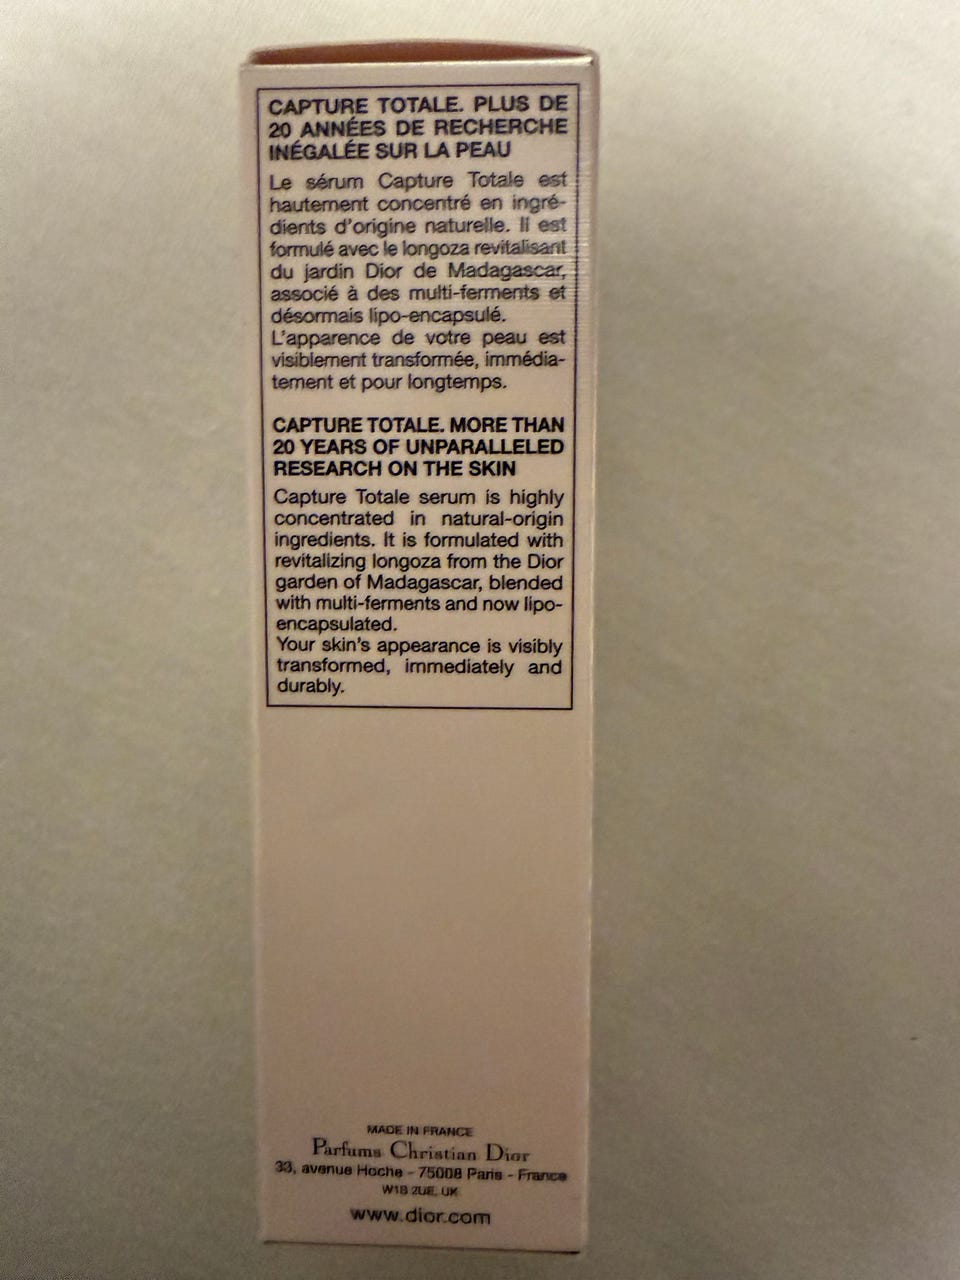 CAPTURE TOTALE. PLUS DE
20 ANNÉES DE RECHERCHE
INÉGALÉE SUR LA PEAU
Le sérum Capture Totale est
hautement concentré en ingré-
dients d'origine naturelle. Il est
formulé avec le longoza revitalisant
du jardin Dior de Madagascar,
associé à des multi-ferments et
désormais lipo-encapsulé.
L'apparence de votre peau est
visiblement transformée, immédia-
tement et pour longtemps.
CAPTURE TOTALE. MORE THAN
20 YEARS OF UNPARALLELED
RESEARCH ON THE SKIN
Capture Totale serum is highly
concentrated in natural-origin
ingredients. It is formulated with
revitalizing longoza from the Dior
garden of Madagascar, blended
with multi-ferments and now lipo-
encapsulated.
Your skin's appearance is visibly
transformed, immediately and
durably.
MADE IN FRANCE
Parfums Christian Dior
33, avenue Hoche - 75008 Paris - France
W1B 2UE, UK
www.dior.com